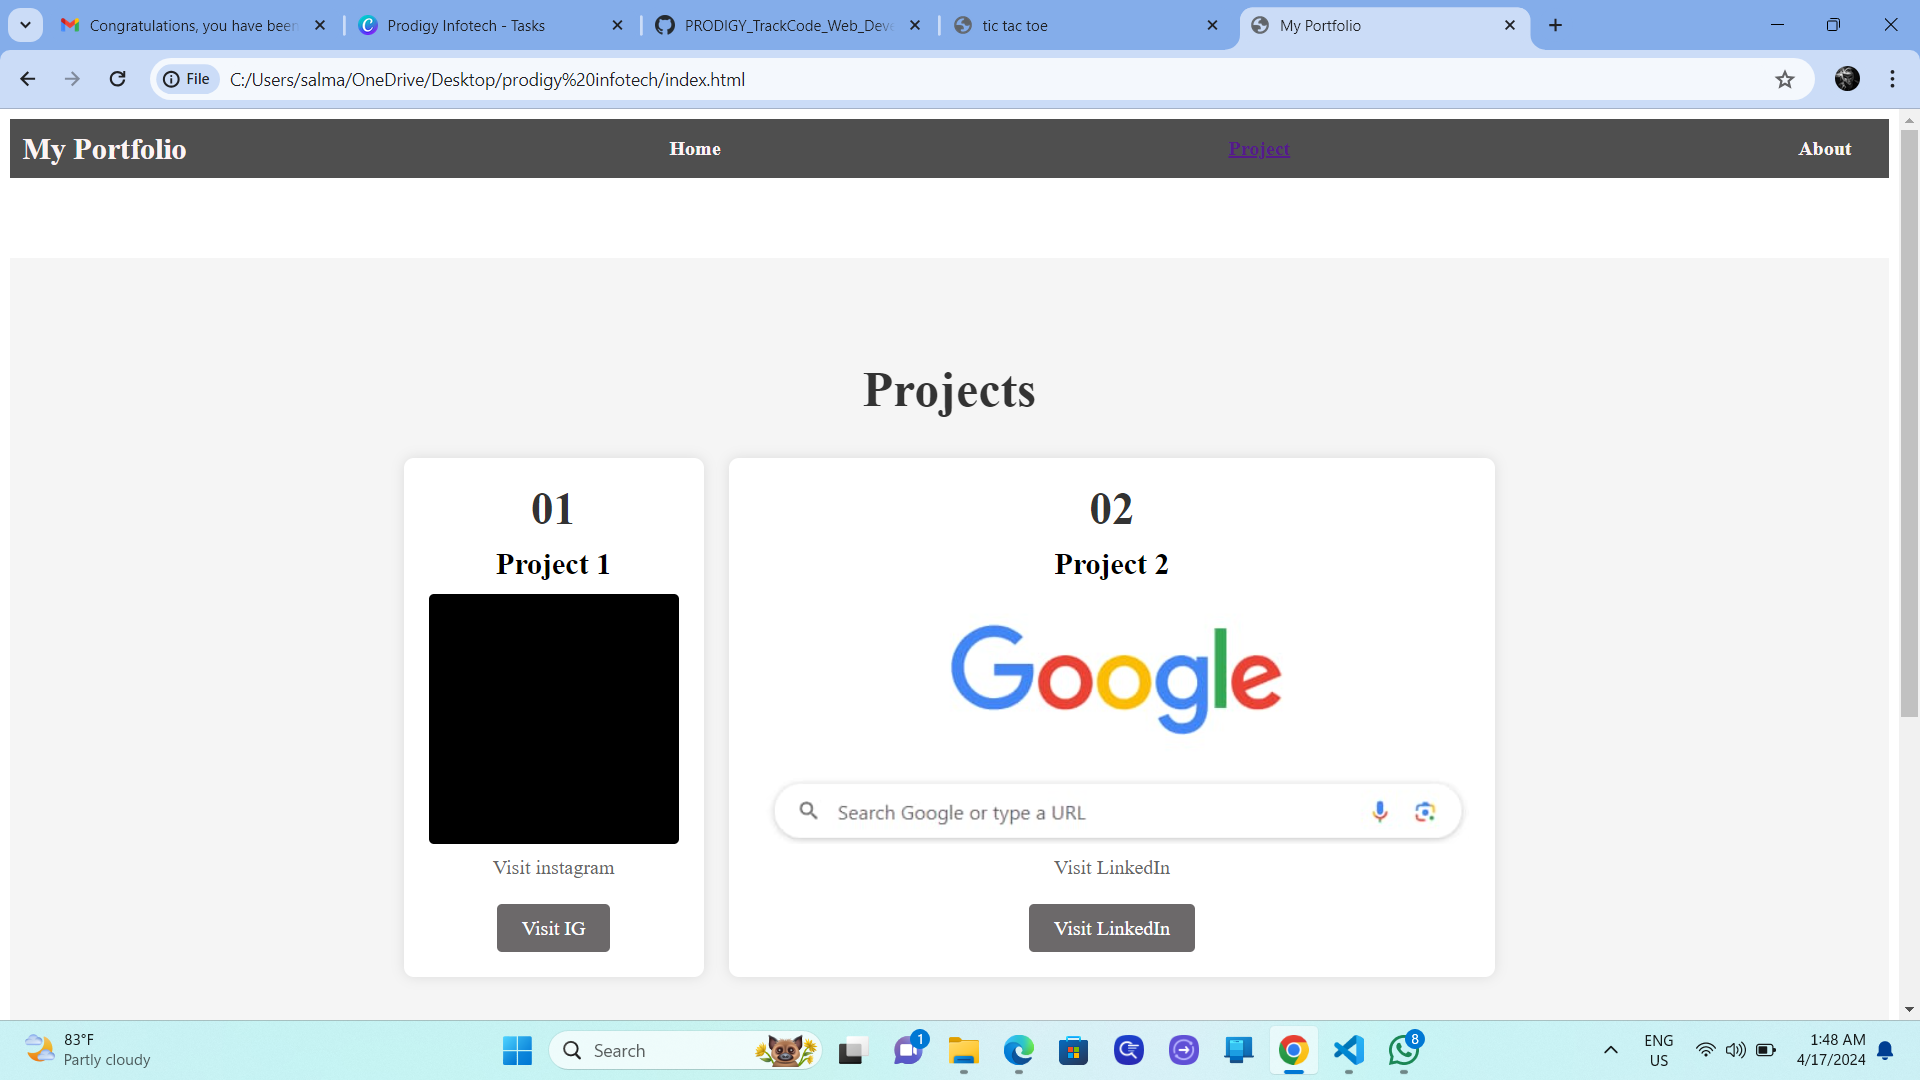 Congratulations, you have been
Prodigy Infotech - Tasks
PRODIGY_TrackCode_Web_Deve
tic tac toe
My Portfolio
File
C:/Users/salma/OneDrive/Desktop/prodigy%20infotech/index.html
My Portfolio
Home
Project
About
Projects
01
Project 1
Visit instagram
Visit IG
02
Project 2
Google
Search Google or type a URL
Visit LinkedIn
Visit LinkedIn
83°F
Partly cloudy
Search
1
8
ENG
US
1:48 AM
4/17/2024